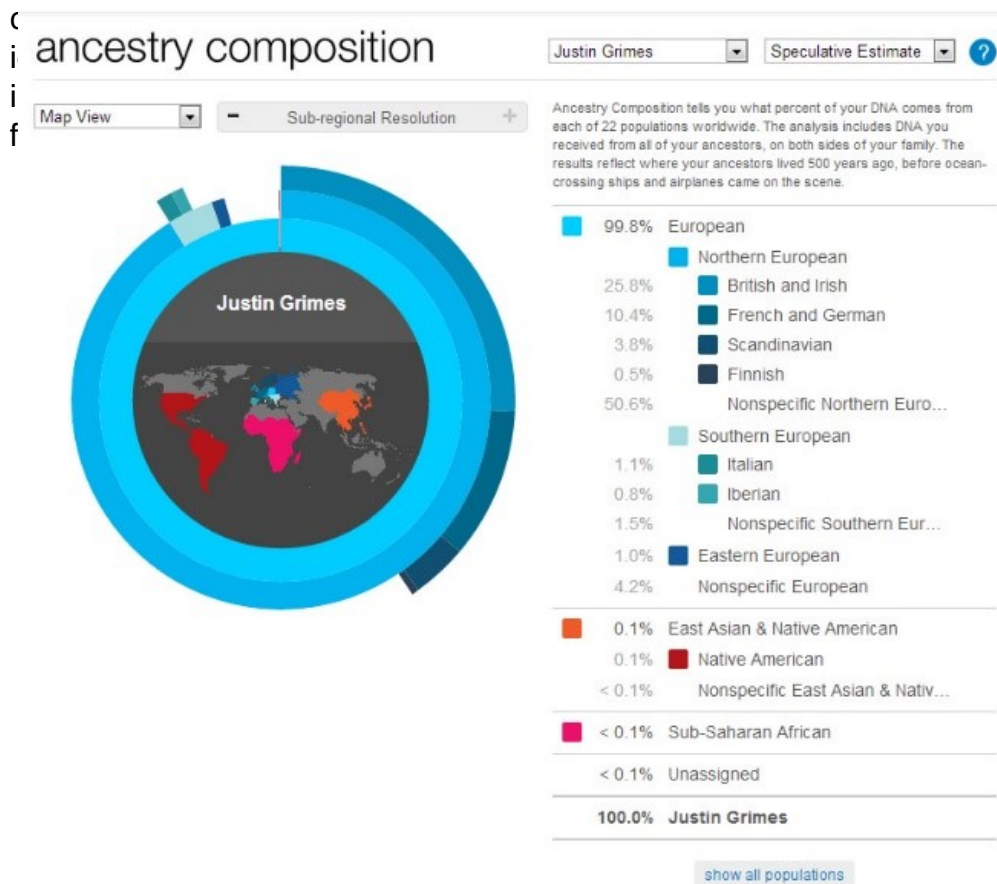 ancestry composition
Justin Grimes
Speculative Estimate
?
Map View
− Sub-regional Resolution +
Ancestry Composition tells you what percent of your DNA comes from
each of 22 populations worldwide. The analysis includes DNA you
received from all of your ancestors, on both sides of your family. The
results reflect where your ancestors lived 500 years ago, before ocean-
crossing ships and airplanes came on the scene.
Justin Grimes
99.8% European
Northern European
25.8% British and Irish
10.4% French and German
3.8% Scandinavian
0.5% Finnish
50.6% Nonspecific Northern Euro...
Southern European
1.1% Italian
0.8% Iberian
1.5% Nonspecific Southern Eur...
1.0% Eastern European
4.2% Nonspecific European
0.1% East Asian & Native American
0.1% Native American
< 0.1% Nonspecific East Asian & Nativ...
< 0.1% Sub-Saharan African
< 0.1% Unassigned
100.0% Justin Grimes
show all populations